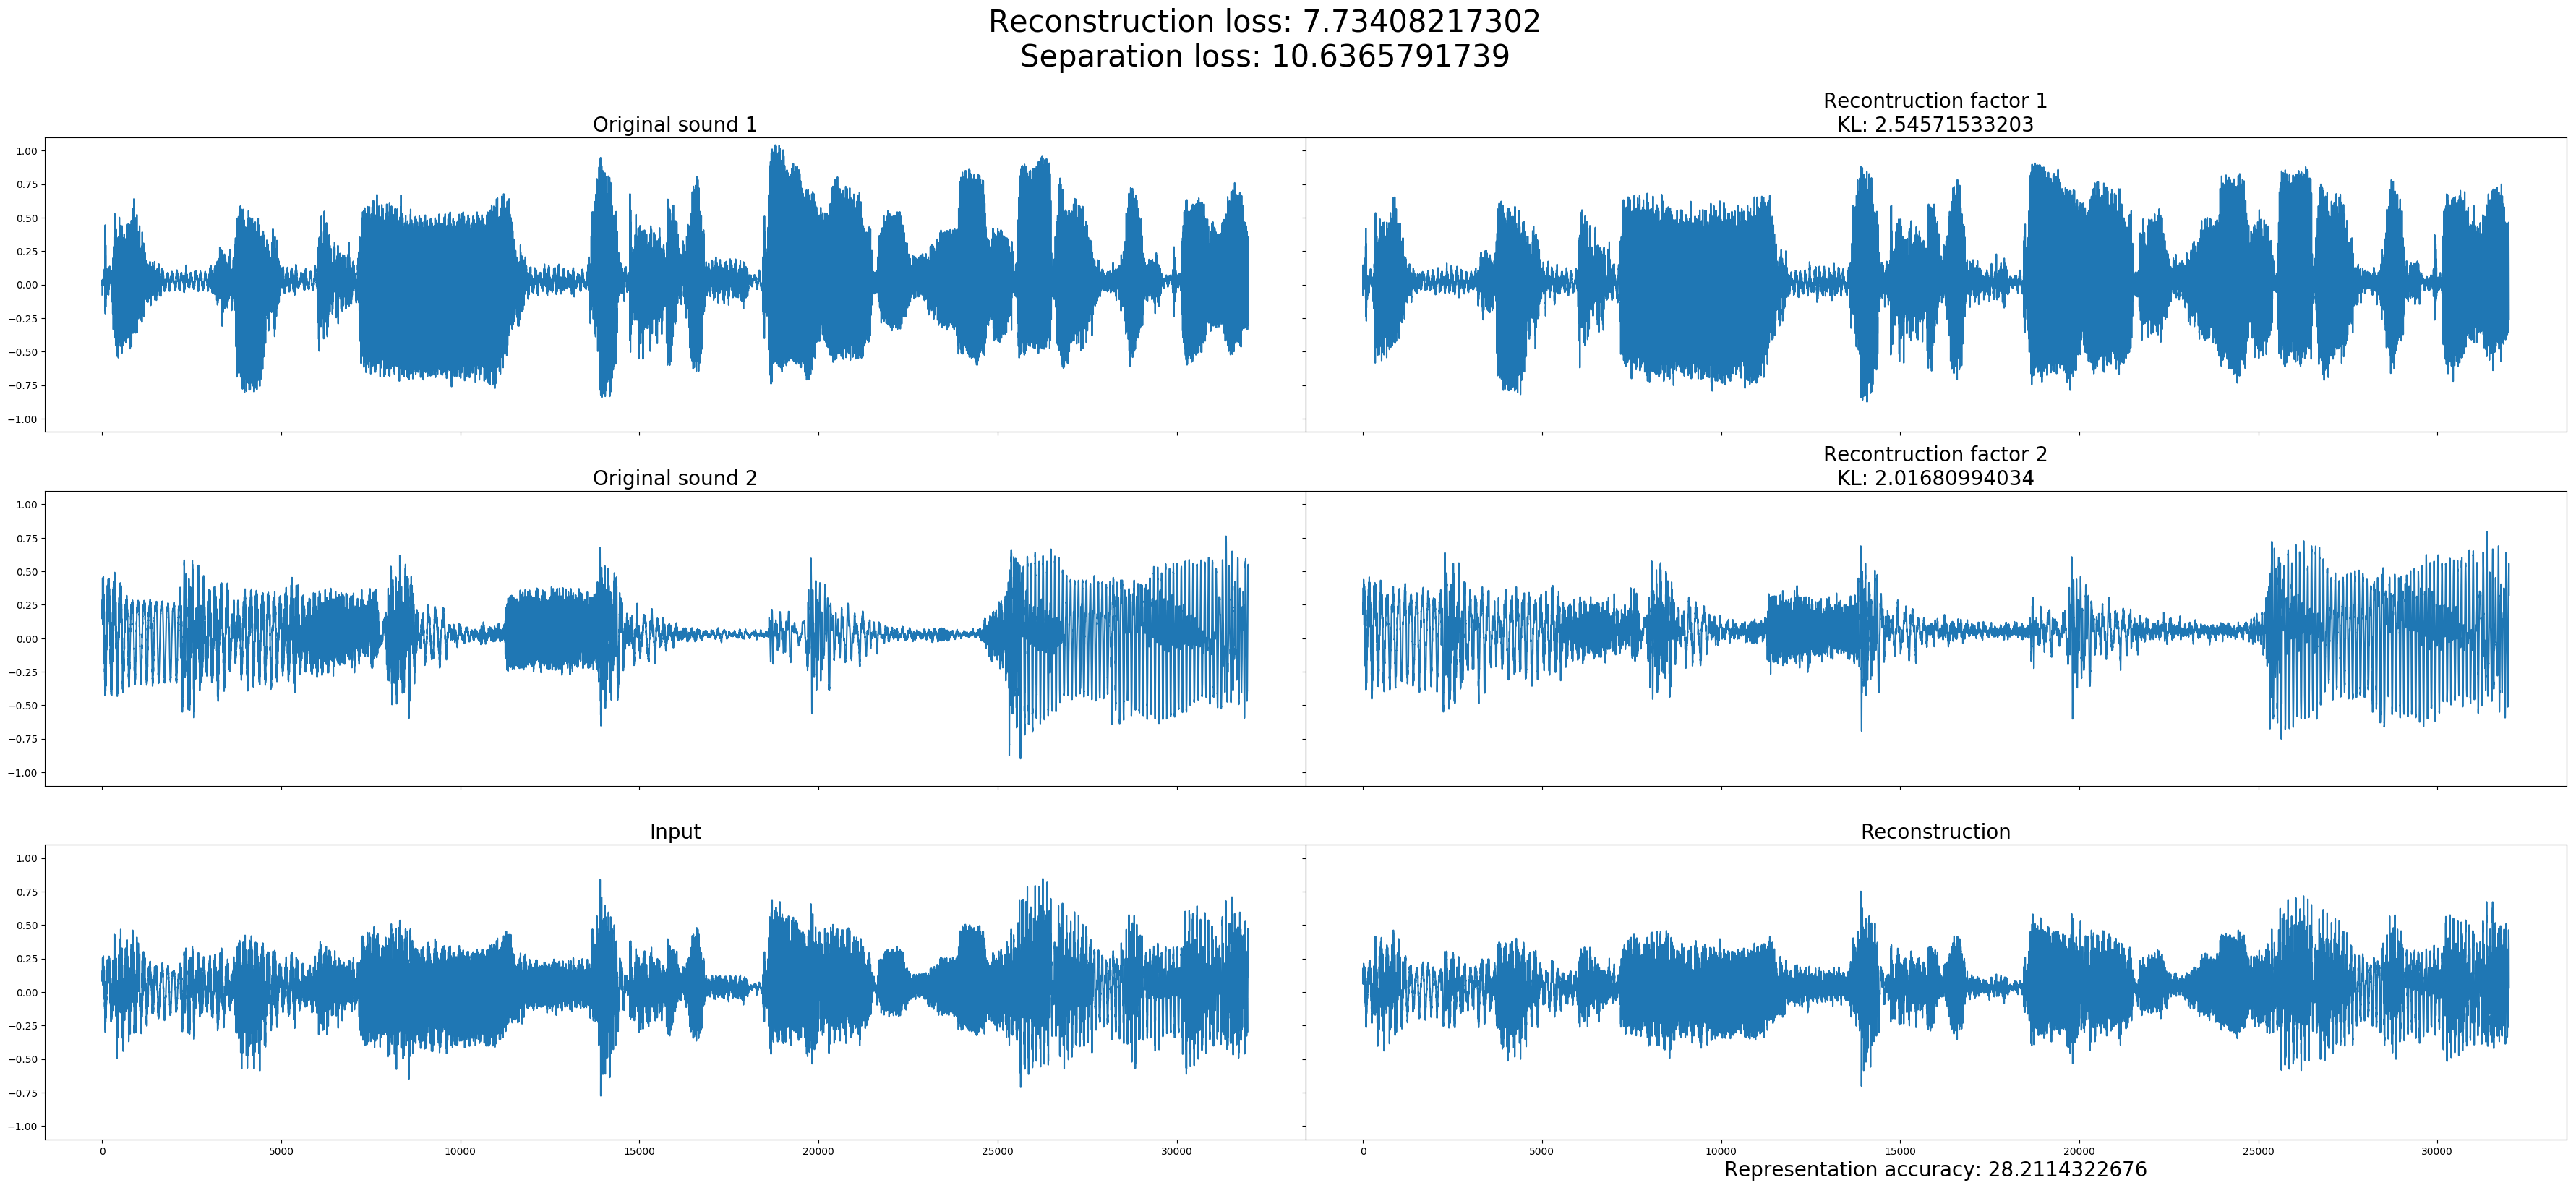 Reconstruction loss: 7.73408217302
Separation loss: 10.6365791739
Original sound 1
Recontruction factor 1
KL: 2.54571533203
1.00
0.75
0.50
0.25
0.00
−0.25
−0.50
−0.75
−1.00
Original sound 2
Recontruction factor 2
KL: 2.01680994034
1.00
0.75
0.50
0.25
0.00
−0.25
−0.50
−0.75
−1.00
Input
Reconstruction
1.00
0.75
0.50
0.25
0.00
−0.25
−0.50
−0.75
−1.00
0 5000 10000 15000 20000 25000 30000
0 5000 10000 15000 20000 25000 30000
Representation accuracy: 28.2114322676